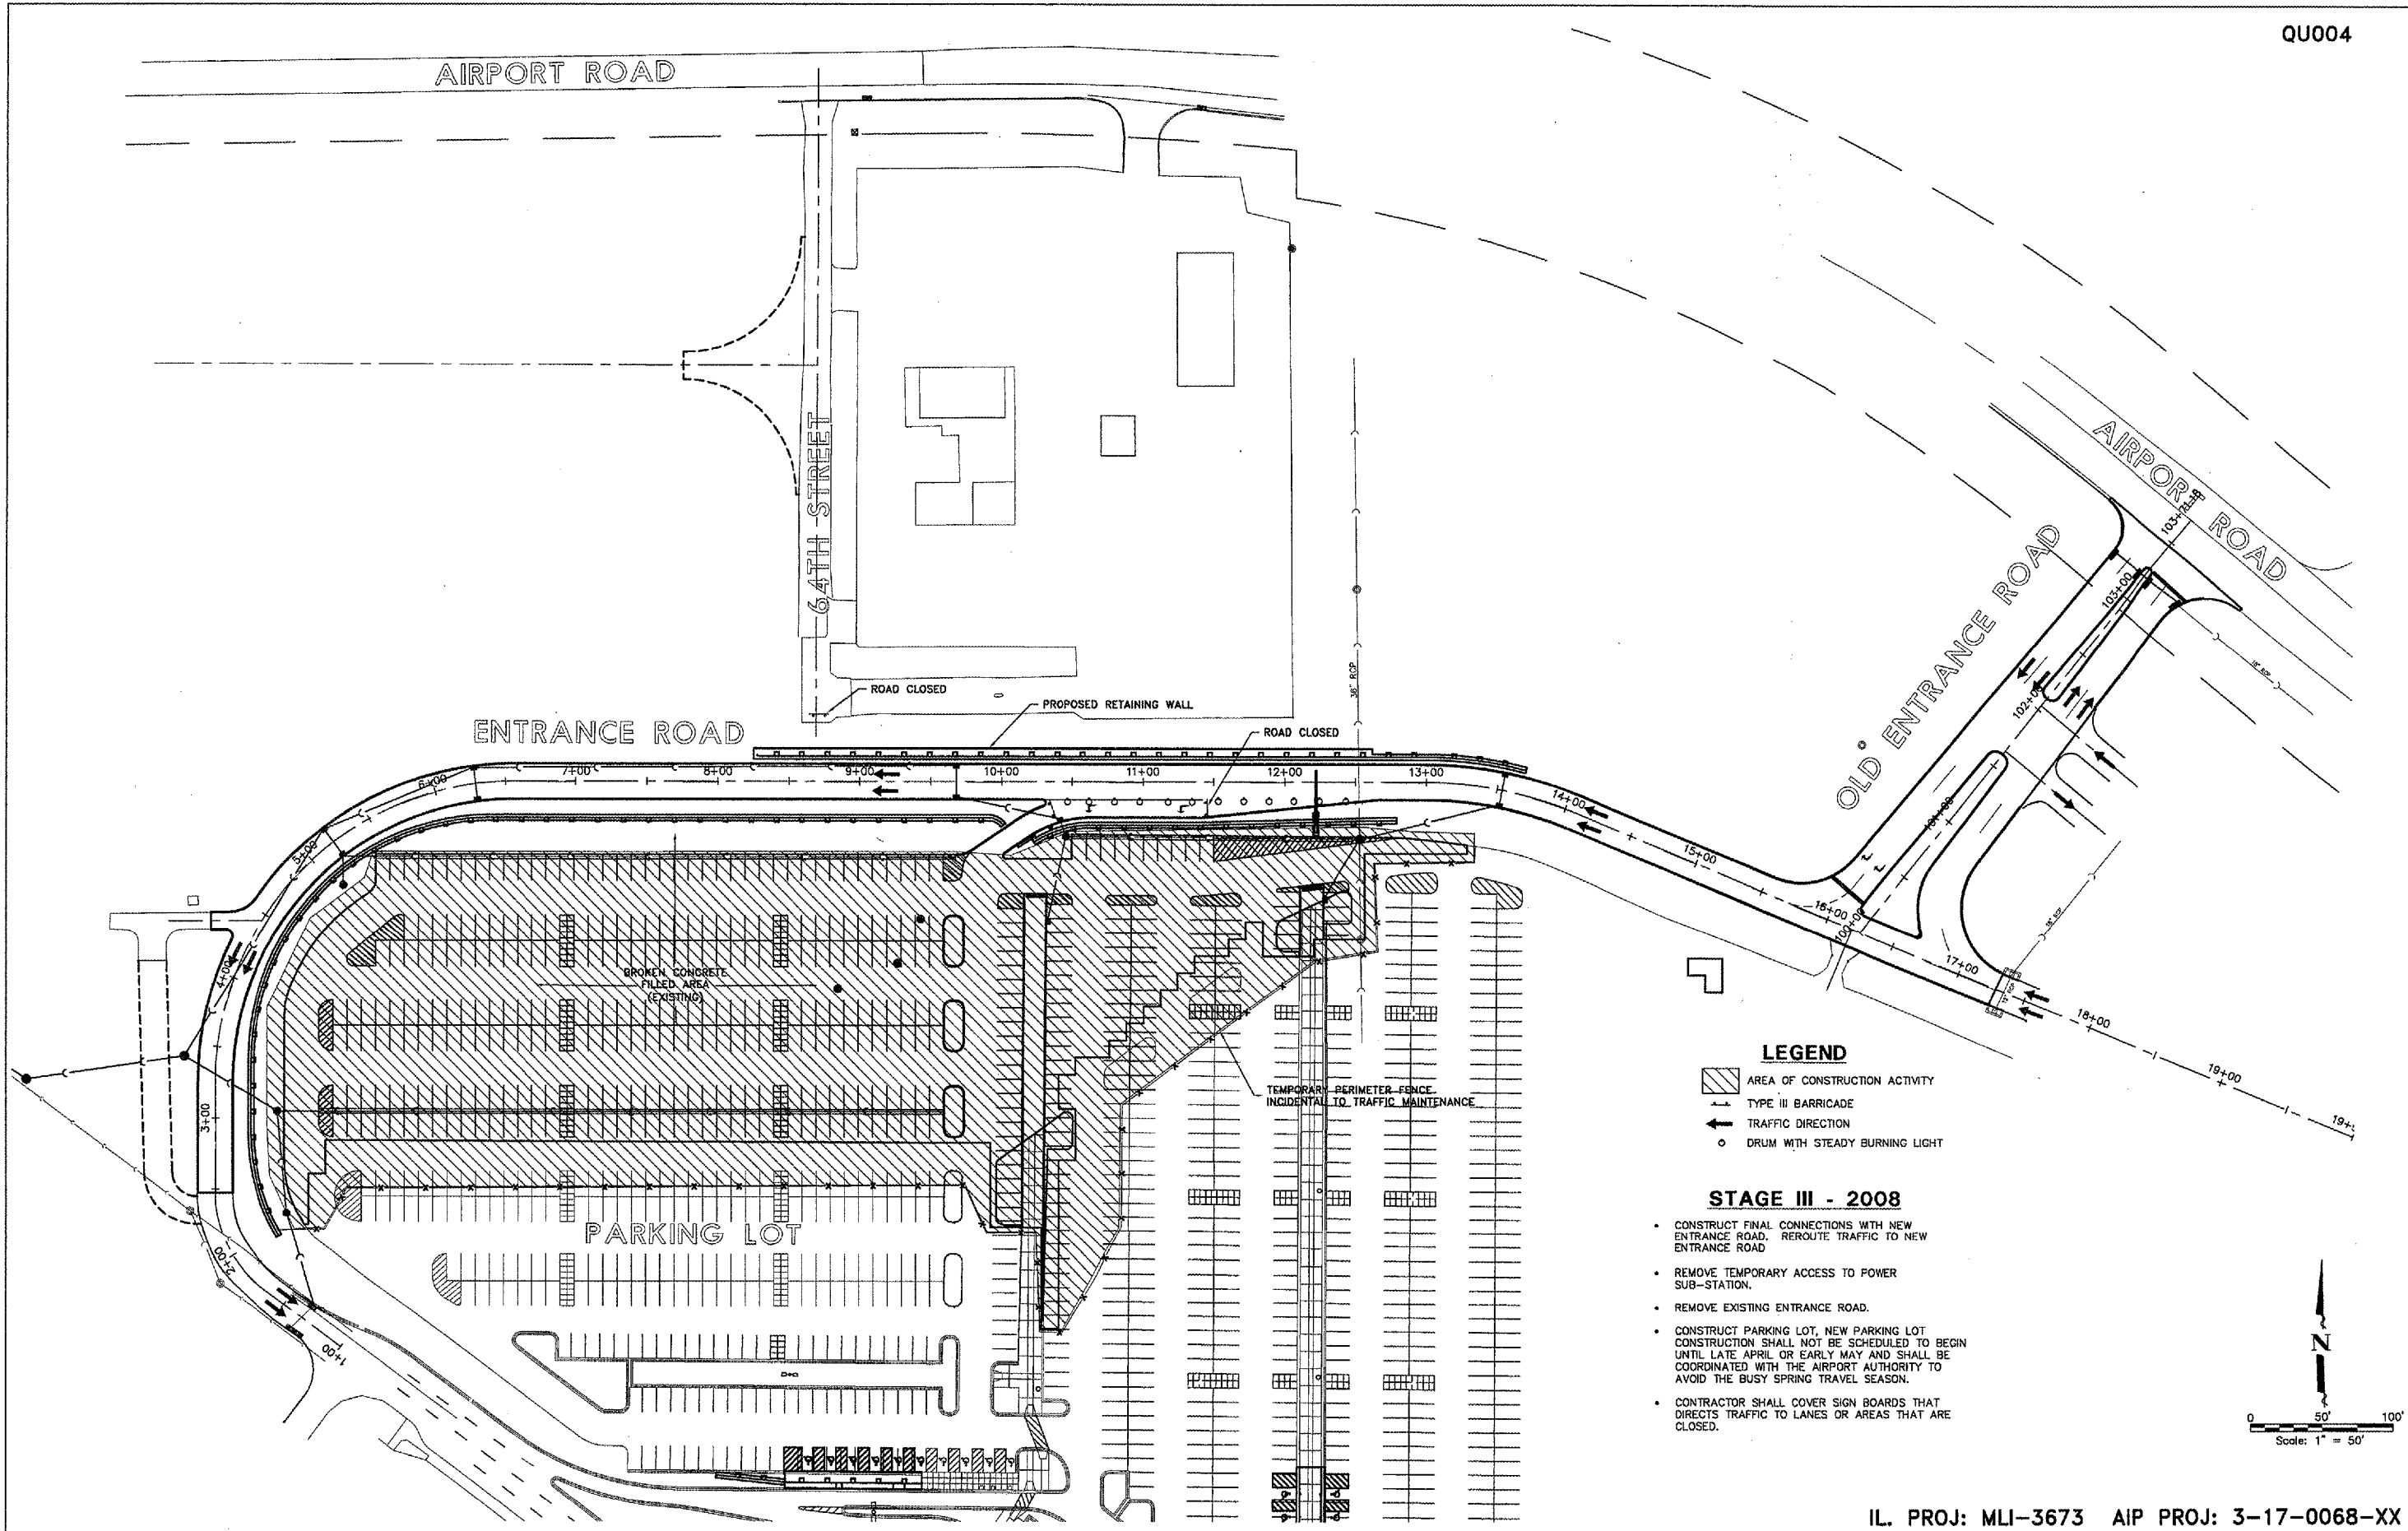 QU004
AIRPORT ROAD
64TH STREET
AIRPORT ROAD
OLD ENTRANCE ROAD
103+00
102+00
101+00
100+00
18" RCP
36" RCP
ROAD CLOSED
PROPOSED RETAINING WALL
ROAD CLOSED
ENTRANCE ROAD
1+00
2+00
3+00
4+00
5+00
6+00
7+00
8+00
9+00
10+00
11+00
12+00
13+00
14+00
15+00
16+00
17+00
18+00
19+00
BROKEN CONCRETE
FILLED AREA
(EXISTING)
TEMPORARY PERIMETER FENCE
INCIDENTAL TO TRAFFIC MAINTENANCE
PARKING LOT
LEGEND
AREA OF CONSTRUCTION ACTIVITY
TYPE III BARRICADE
TRAFFIC DIRECTION
DRUM WITH STEADY BURNING LIGHT
STAGE III - 2008
• CONSTRUCT FINAL CONNECTIONS WITH NEW
ENTRANCE ROAD. REROUTE TRAFFIC TO NEW
ENTRANCE ROAD
• REMOVE TEMPORARY ACCESS TO POWER
SUB-STATION.
• REMOVE EXISTING ENTRANCE ROAD.
• CONSTRUCT PARKING LOT, NEW PARKING LOT
CONSTRUCTION SHALL NOT BE SCHEDULED TO BEGIN
UNTIL LATE APRIL OR EARLY MAY AND SHALL BE
COORDINATED WITH THE AIRPORT AUTHORITY TO
AVOID THE BUSY SPRING TRAVEL SEASON.
• CONTRACTOR SHALL COVER SIGN BOARDS THAT
DIRECTS TRAFFIC TO LANES OR AREAS THAT ARE
CLOSED.
N
0 50' 100'
Scale: 1" = 50'
IL. PROJ: MLI-3673 AIP PROJ: 3-17-0068-XX